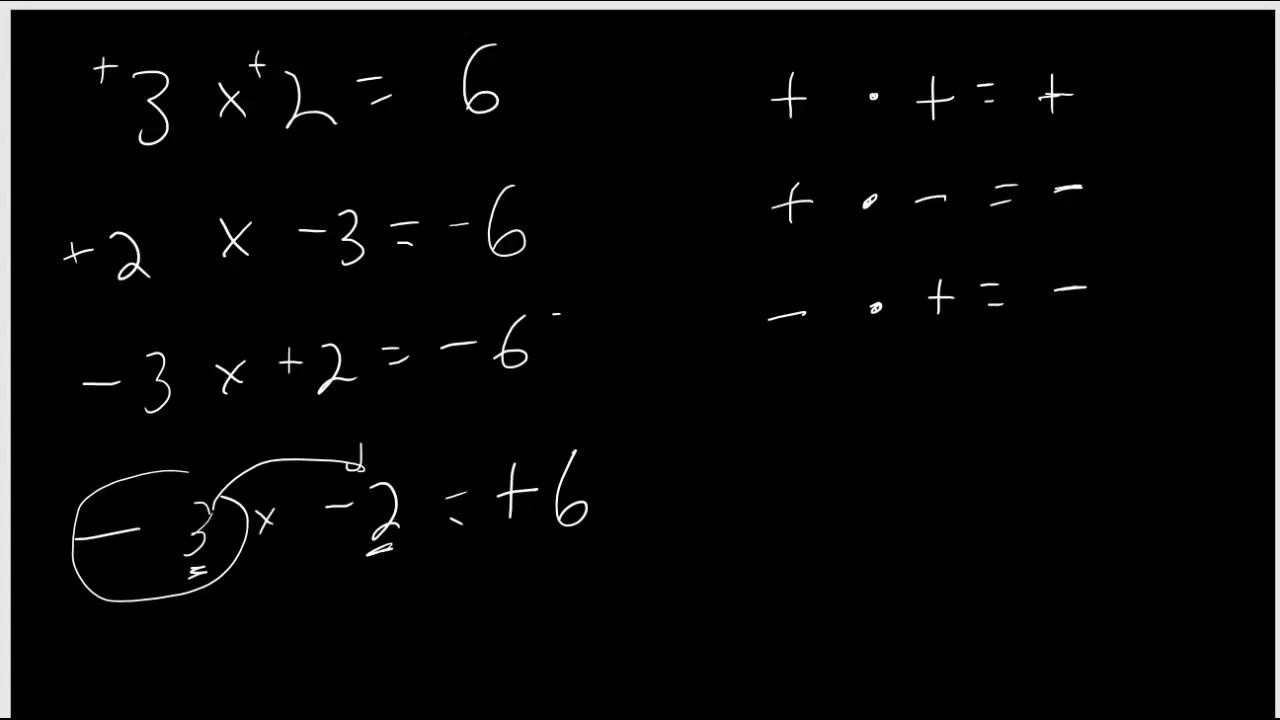 +3 x +2 = 6
+2 x -3 = -6
-3 x +2 = -6 -
-3 x -2 = +6
+ · + = +
+ · - = -
- · + = -